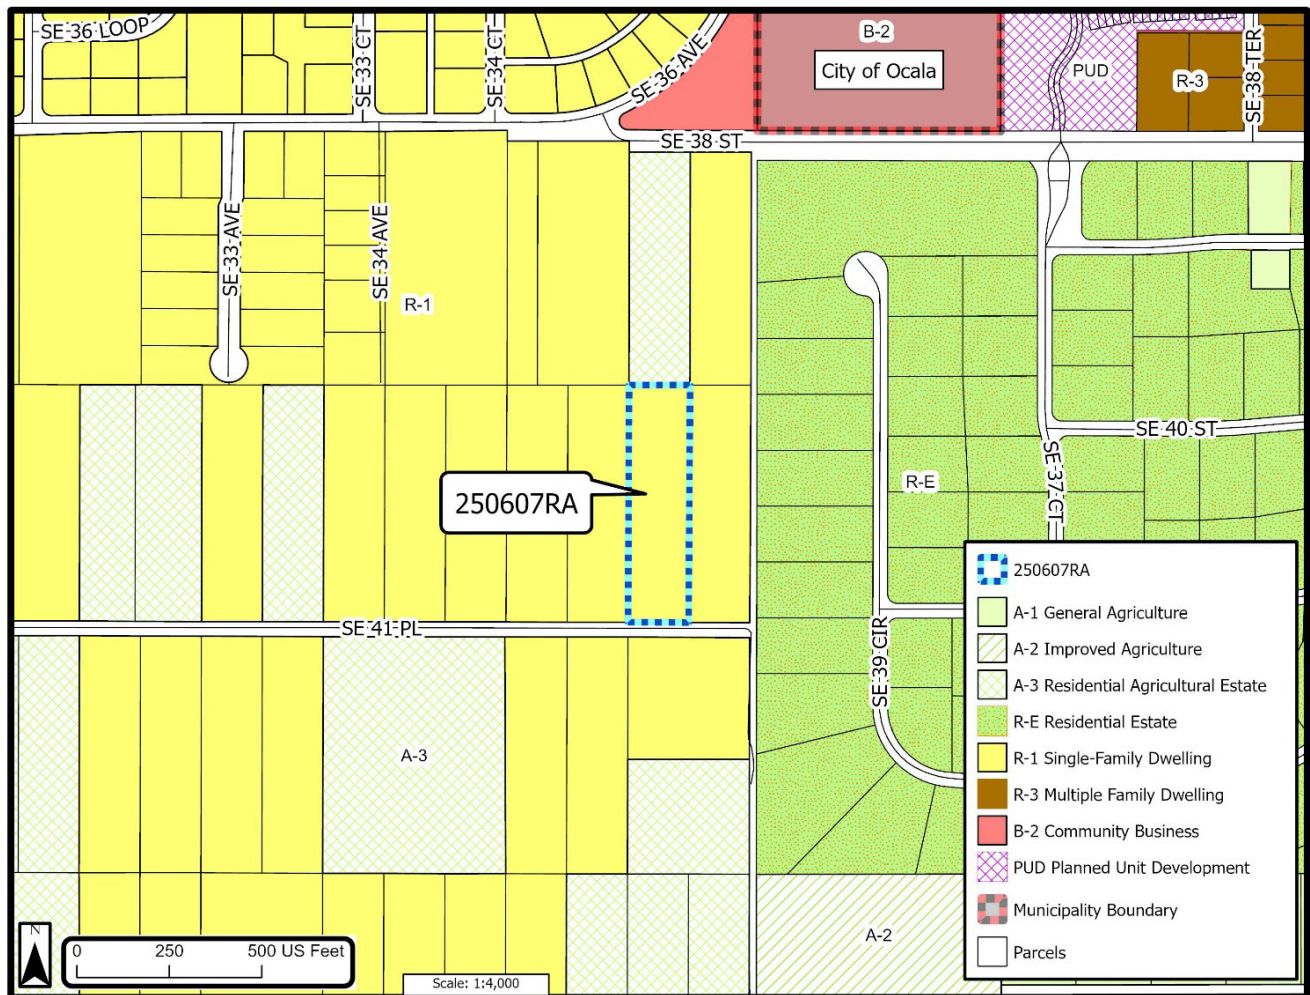 SE 36 LOOP
SE 33 CT
SE 34 CT
SE 36 AVE
B-2
City of Ocala
PUD
R-3
SE 38 TER
SE 38 ST
SE 33 AVE
SE 34 AVE
R-1
SE 40 ST
SE 37 CT
R-E
250607RA
SE 41 PL
SE 39 CIR
A-3
A-2
250607RA
A-1 General Agriculture
A-2 Improved Agriculture
A-3 Residential Agricultural Estate
R-E Residential Estate
R-1 Single-Family Dwelling
R-3 Multiple Family Dwelling
B-2 Community Business
PUD Planned Unit Development
Municipality Boundary
Parcels
N
0 250 500 US Feet
Scale: 1:4,000